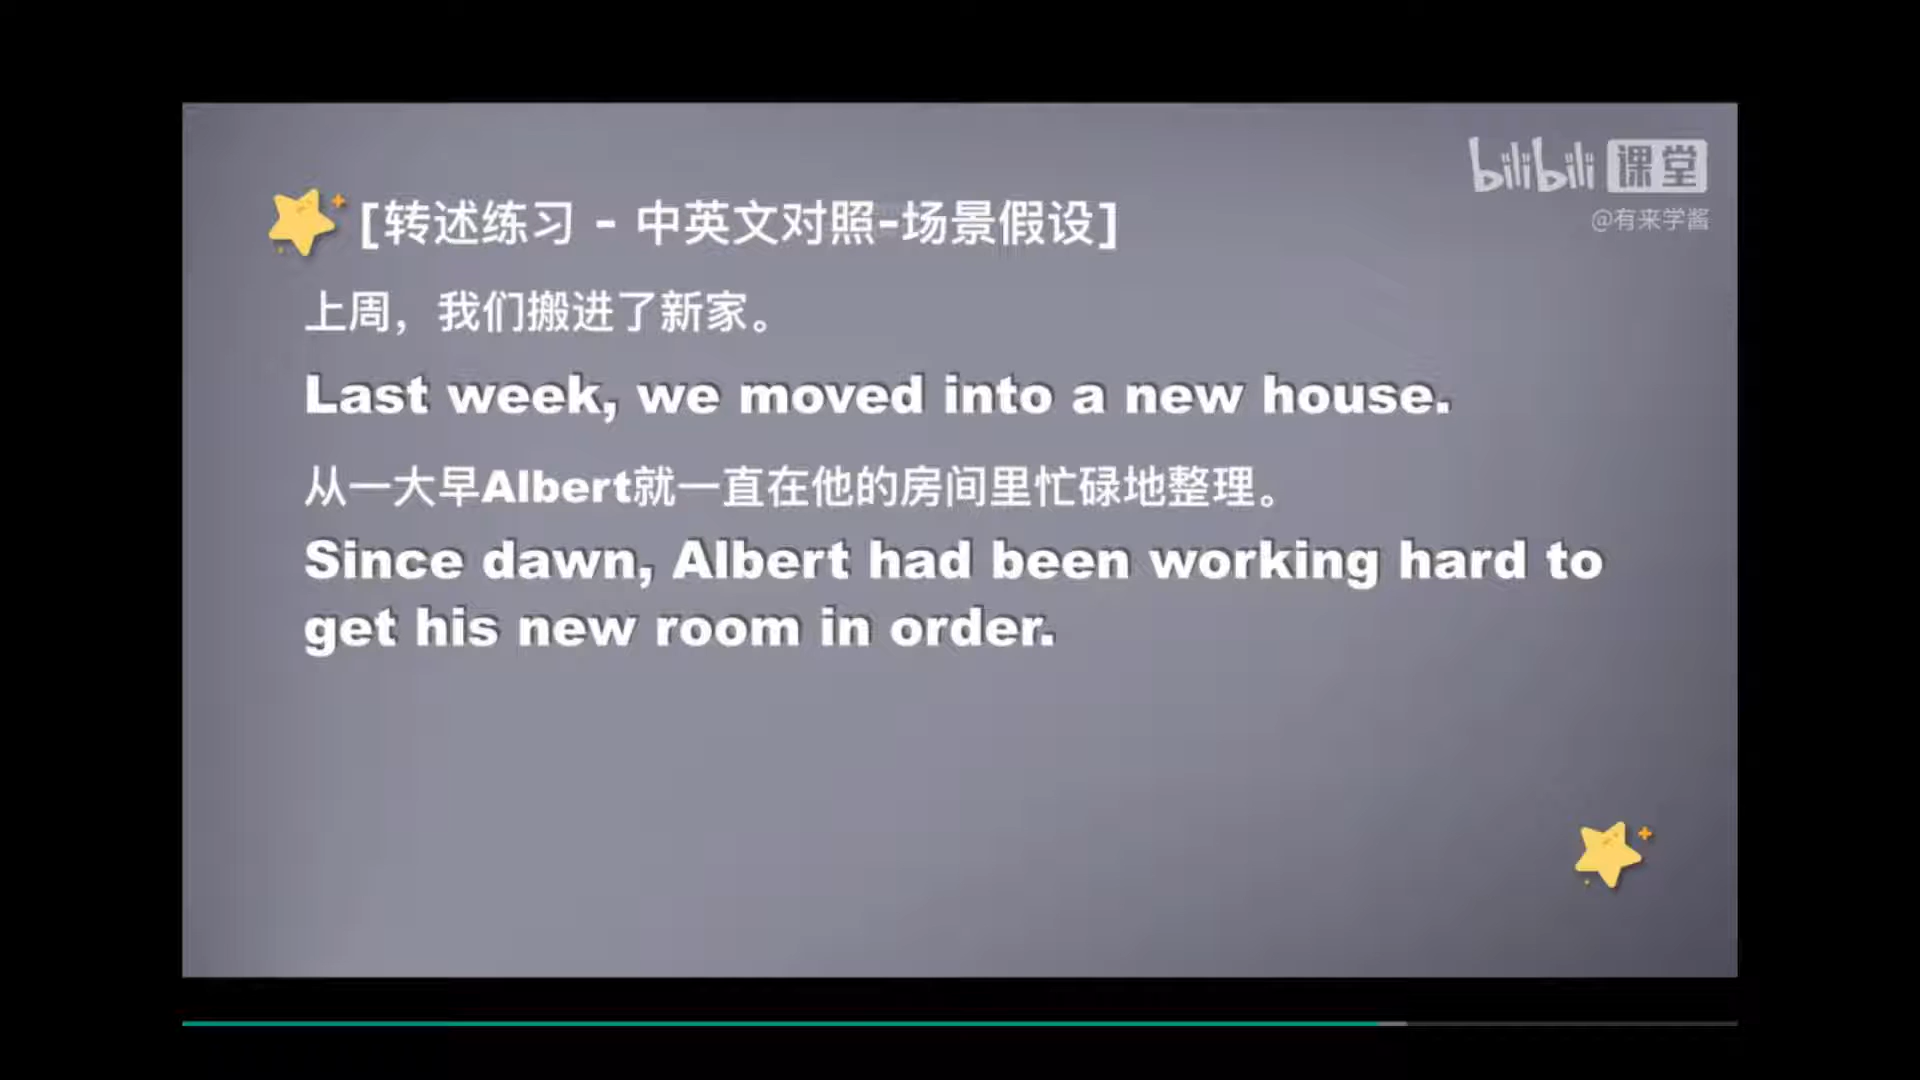 bilibili 课堂
@有来学酱
[转述练习 - 中英文对照-场景假设]
上周，我们搬进了新家。
Last week, we moved into a new house.
从一大早Albert就一直在他的房间里忙碌地整理。
Since dawn, Albert had been working hard to
get his new room in order.